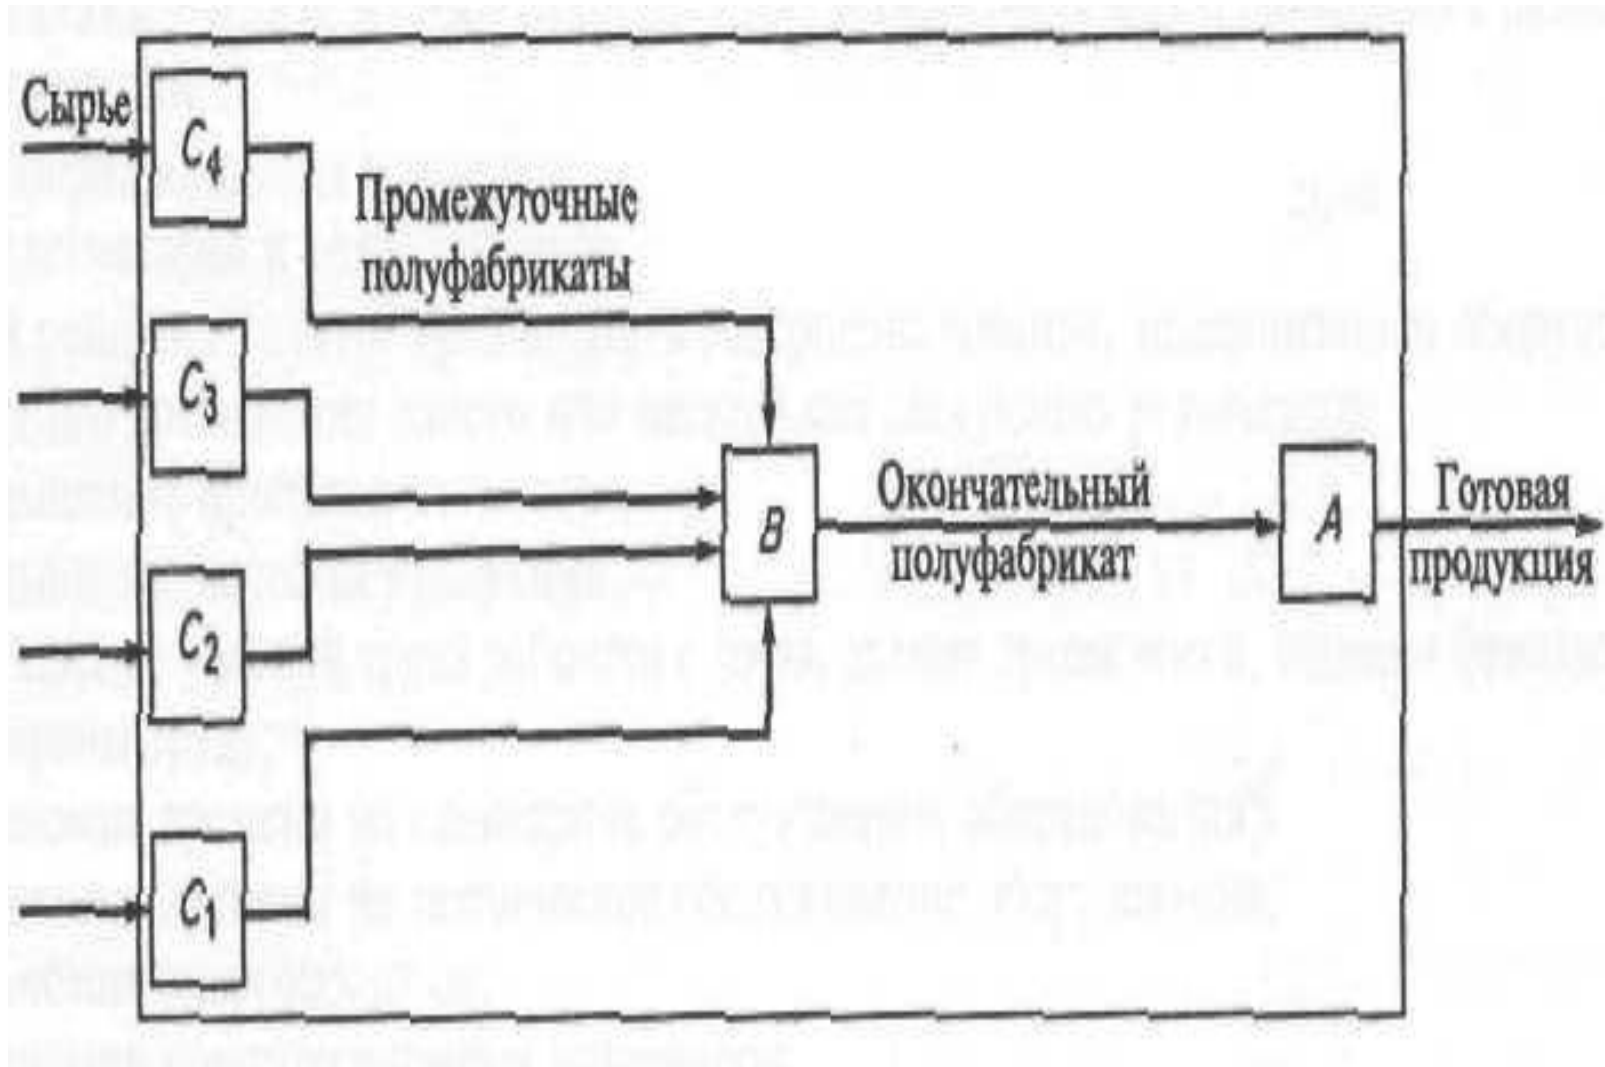 Сырье
C4
Промежуточные
полуфабрикаты
C3
B
Окончательный
полуфабрикат
A
Готовая
продукция
C2
C1